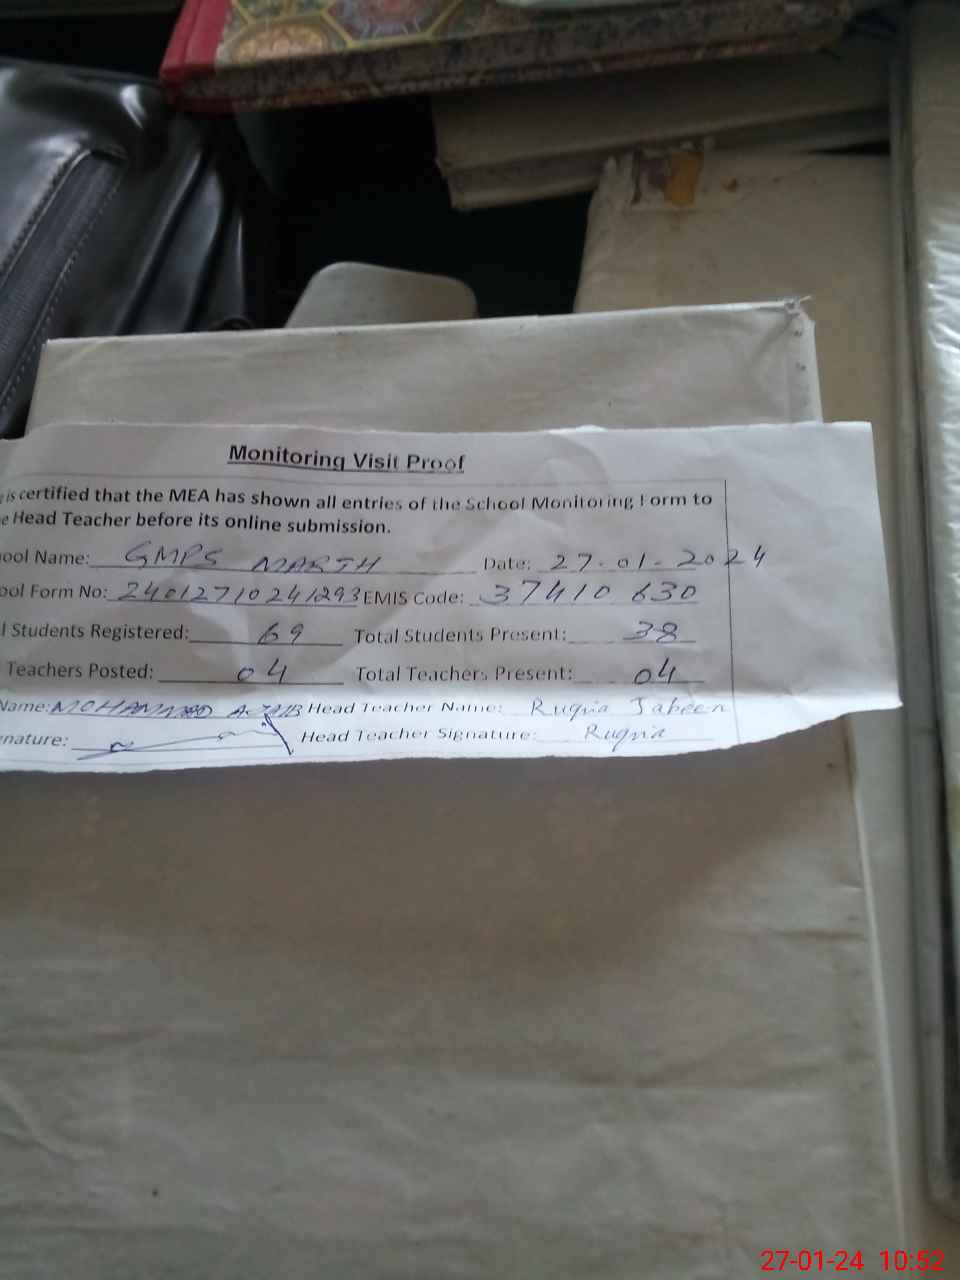 Monitoring Visit Proof
is certified that the MEA has shown all entries of the School Monitoring Form to
e Head Teacher before its online submission.
ool Name: GMPS MARTH Date: 27-01-2024
ool Form No: 24012710241293 EMIS Code: 37410630
l Students Registered: 69 Total Students Present: 38
Teachers Posted: 04 Total Teachers Present: 04
Name: MOHAMMAD AJAIB Head Teacher Name: Ruqria Jabeen
nature: Head Teacher Signature: Ruqria
27-01-24 10:52